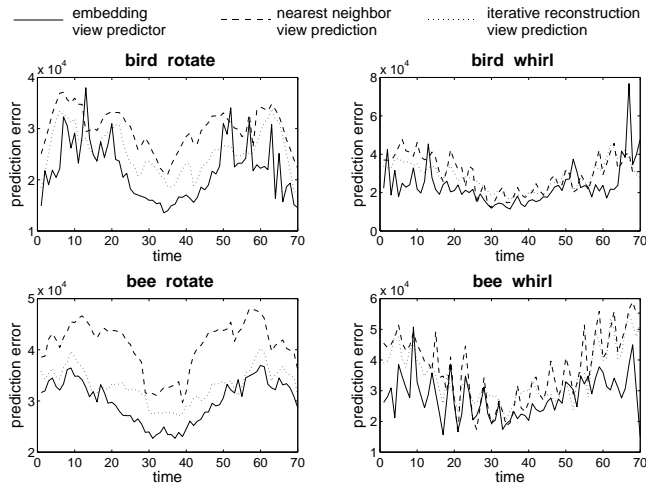 embedding view predictor
nearest neighbor view prediction
iterative reconstruction view prediction
bird rotate
x 10^4
4
3
2
1
prediction error
0 10 20 30 40 50 60 70
time
bird whirl
x 10^4
8
6
4
2
0
prediction error
0 10 20 30 40 50 60 70
time
bee rotate
x 10^4
5
4
3
2
prediction error
0 10 20 30 40 50 60 70
time
bee whirl
x 10^4
6
5
4
3
2
1
prediction error
0 10 20 30 40 50 60 70
time